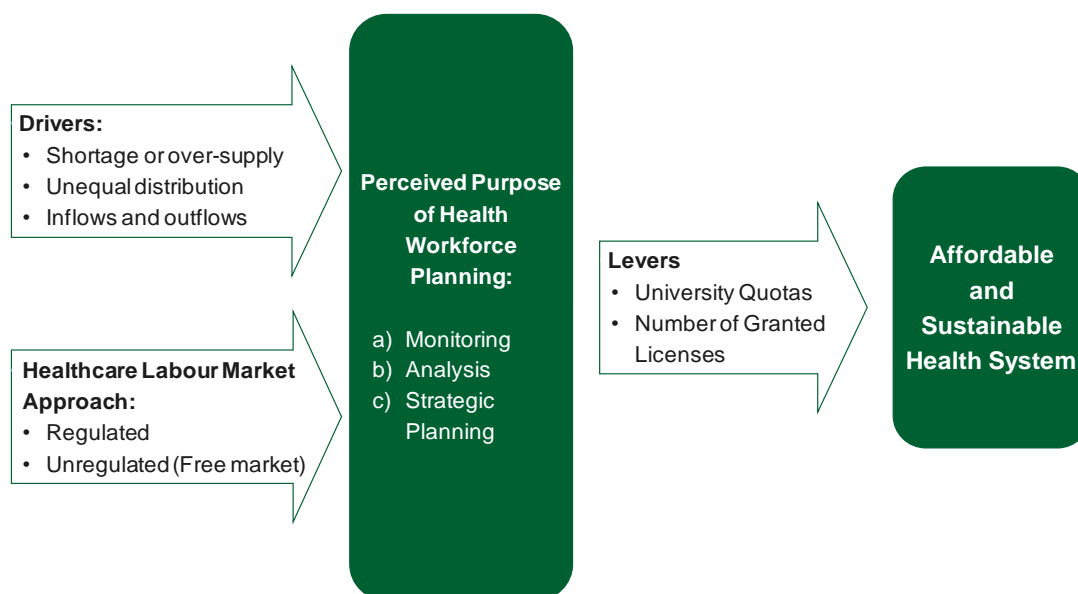 Drivers:
• Shortage or over-supply
• Unequal distribution
• Inflows and outflows
Healthcare Labour Market
Approach:
• Regulated
• Unregulated (Free market)
Perceived Purpose
of Health
Workforce
Planning:
a) Monitoring
b) Analysis
c) Strategic
Planning
Levers
• University Quotas
• Number of Granted
Licenses
Affordable
and
Sustainable
Health System